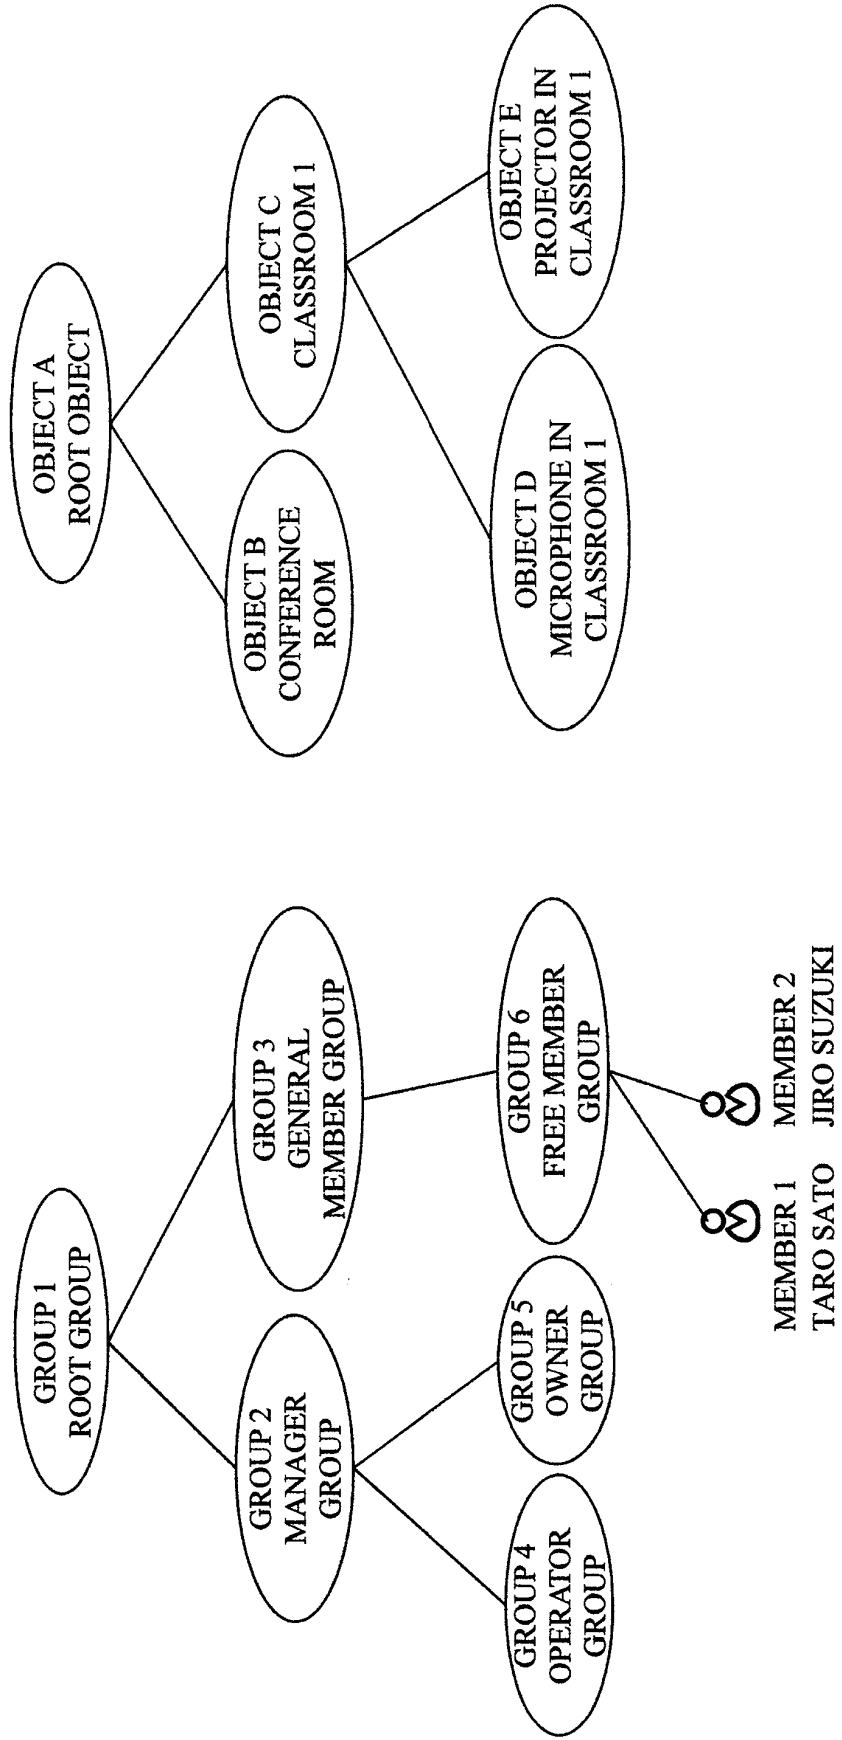 GROUP 1
ROOT GROUP
GROUP 2
MANAGER
GROUP
GROUP 3
GENERAL
MEMBER GROUP
GROUP 4
OPERATOR
GROUP
GROUP 5
OWNER
GROUP
GROUP 6
FREE MEMBER
GROUP
MEMBER 1
TARO SATO
MEMBER 2
JIRO SUZUKI
OBJECT A
ROOT OBJECT
OBJECT B
CONFERENCE
ROOM
OBJECT C
CLASSROOM 1
OBJECT D
MICROPHONE IN
CLASSROOM 1
OBJECT E
PROJECTOR IN
CLASSROOM 1